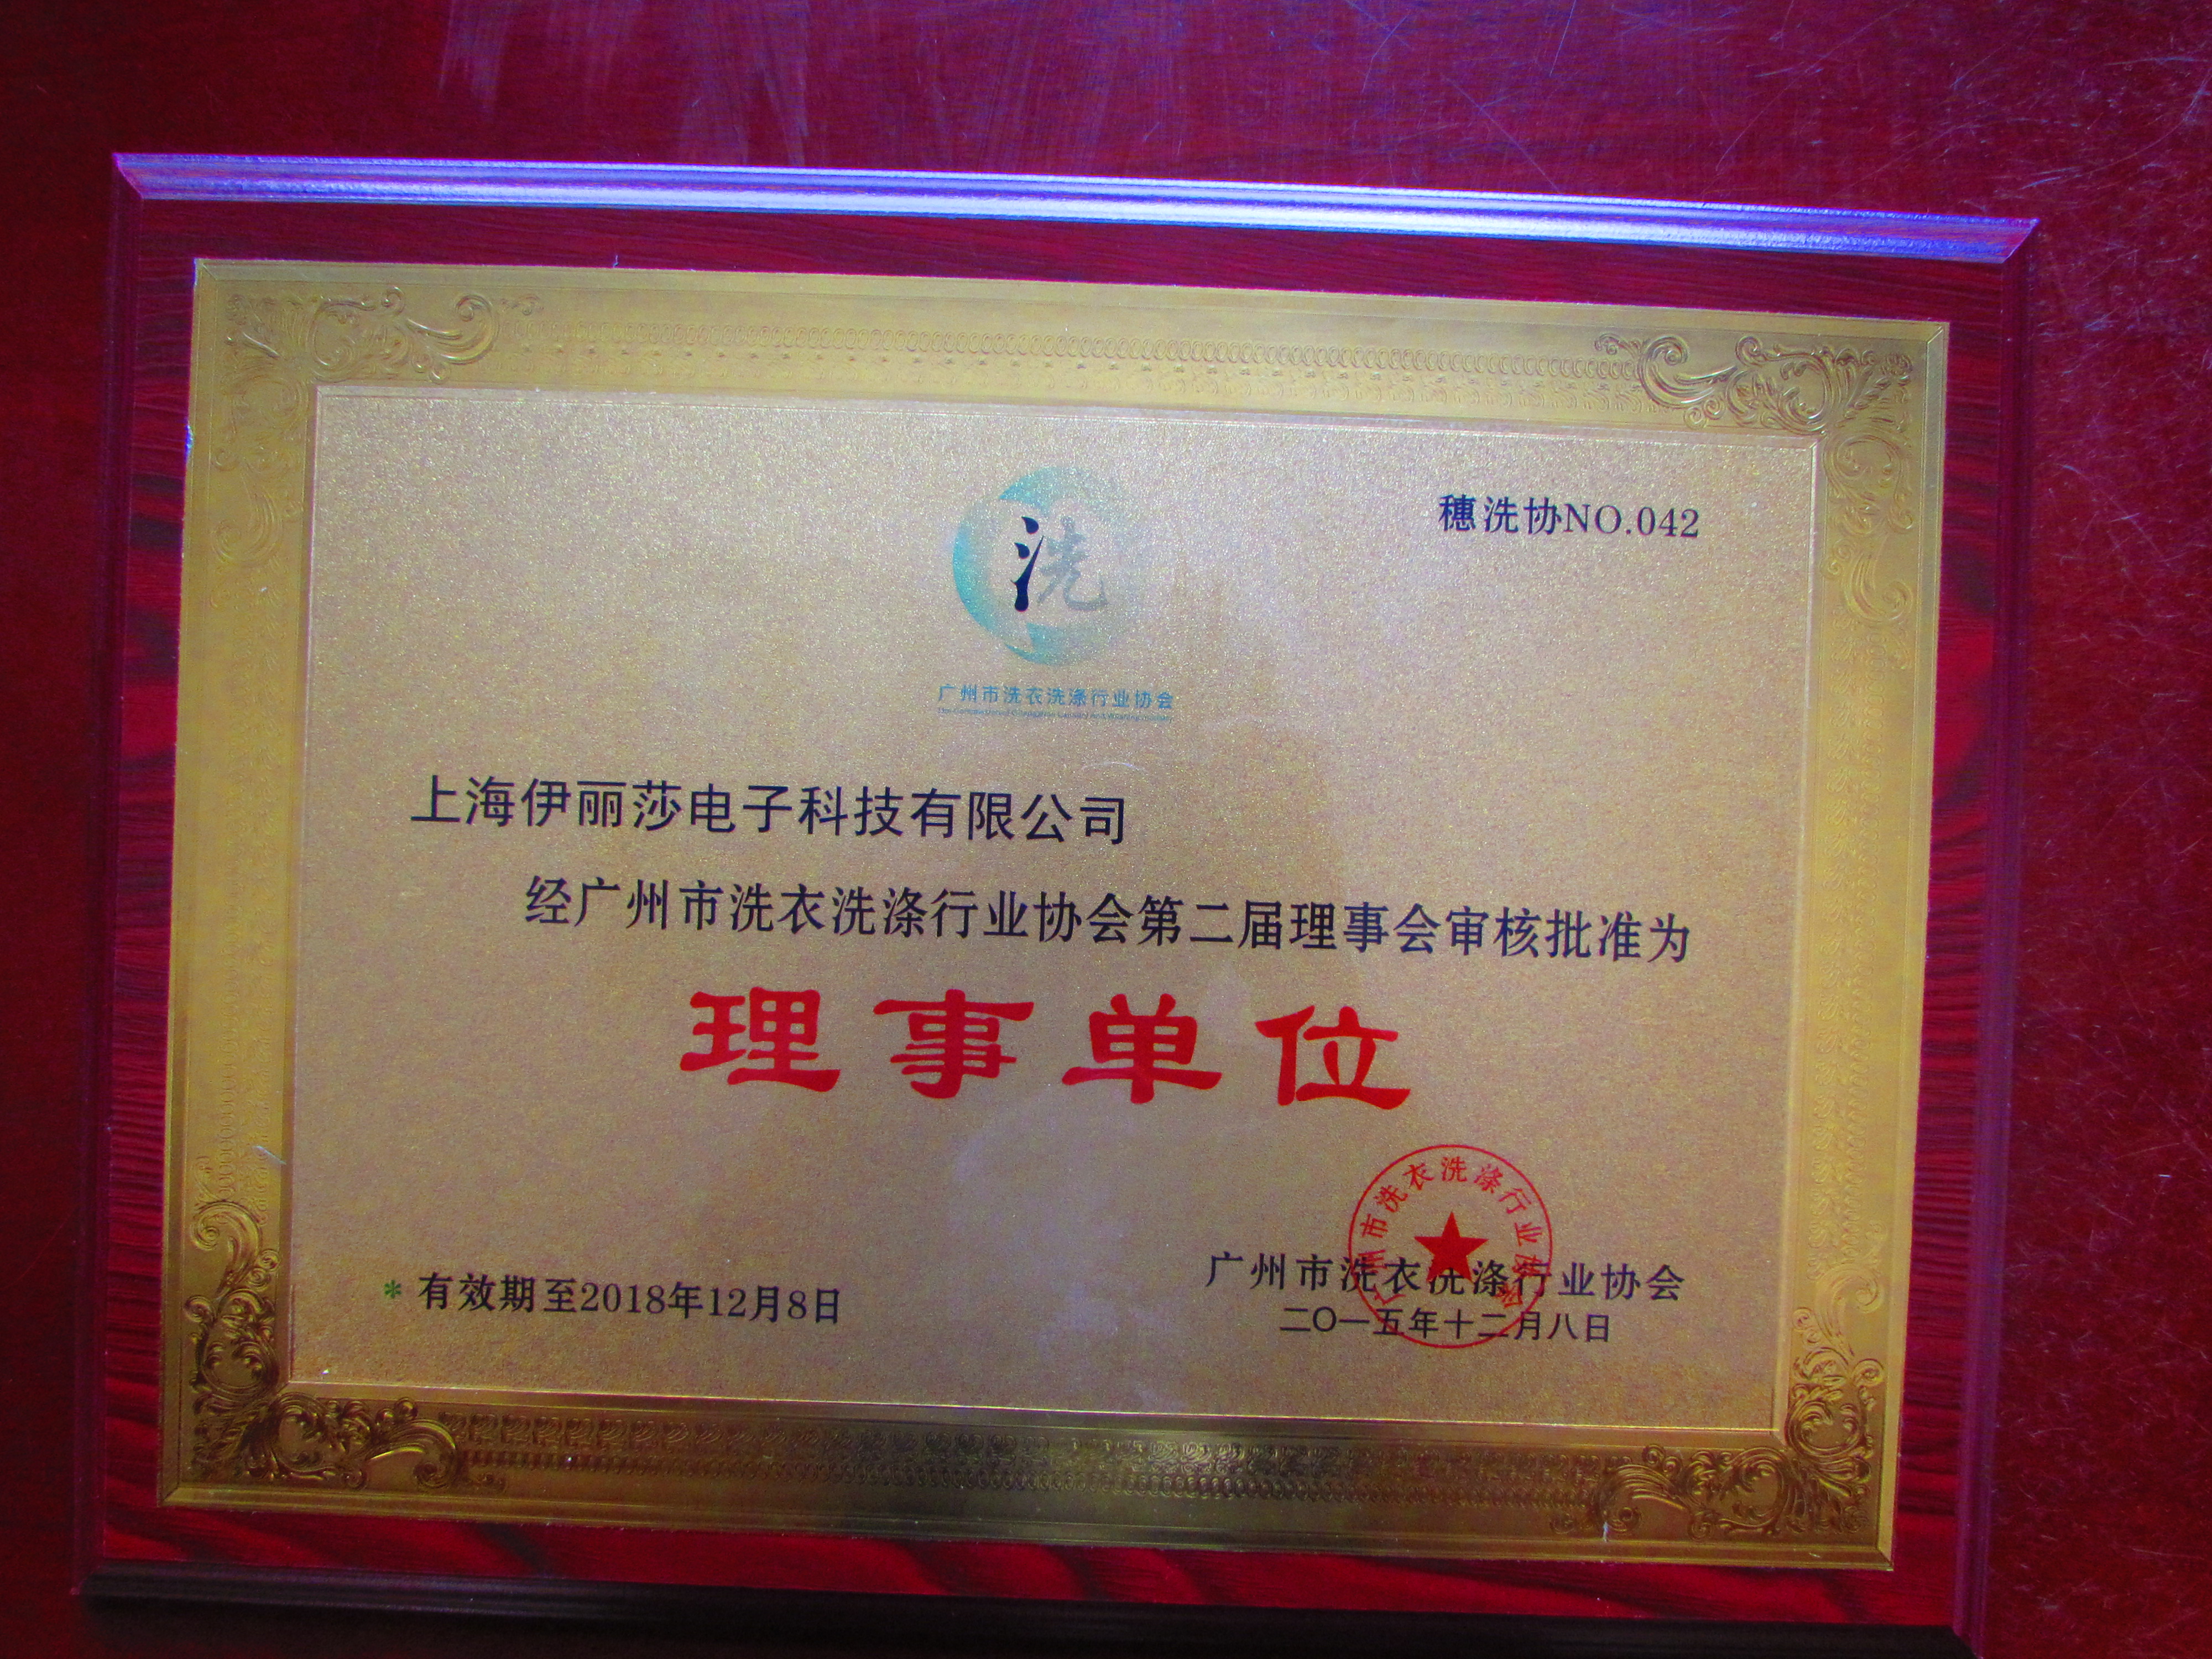 穗洗协NO.042
洗
广州市洗衣洗涤行业协会
上海伊丽莎电子科技有限公司
经广州市洗衣洗涤行业协会第二届理事会审核批准为
理事单位
*有效期至2018年12月8日
广州市洗衣洗涤行业协会
二〇一五年十二月八日
市洗衣洗涤行业